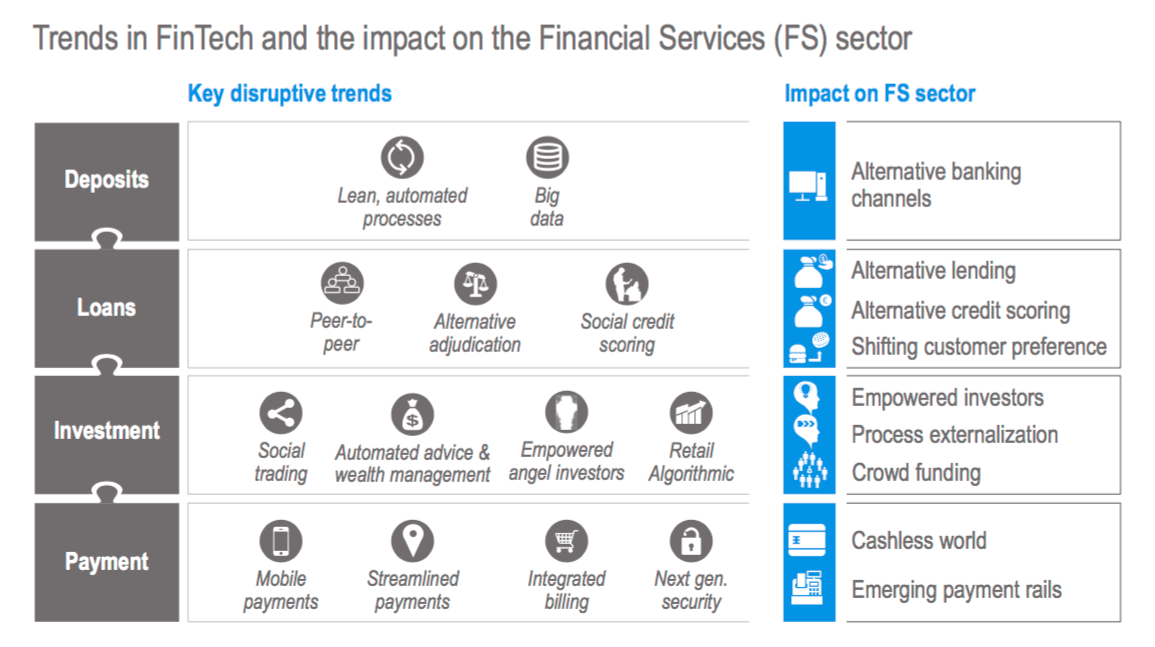 Trends in FinTech and the impact on the Financial Services (FS) sector
Key disruptive trends
Impact on FS sector
Deposits
Lean, automated
processes
Big
data
Alternative banking
channels
Loans
Peer-to-
peer
Alternative
adjudication
Social credit
scoring
Alternative lending
Alternative credit scoring
Shifting customer preference
Investment
Social
trading
Automated advice &
wealth management
Empowered
angel investors
Retail
Algorithmic
Empowered investors
Process externalization
Crowd funding
Payment
Mobile
payments
Streamlined
payments
Integrated
billing
Next gen.
security
Cashless world
Emerging payment rails